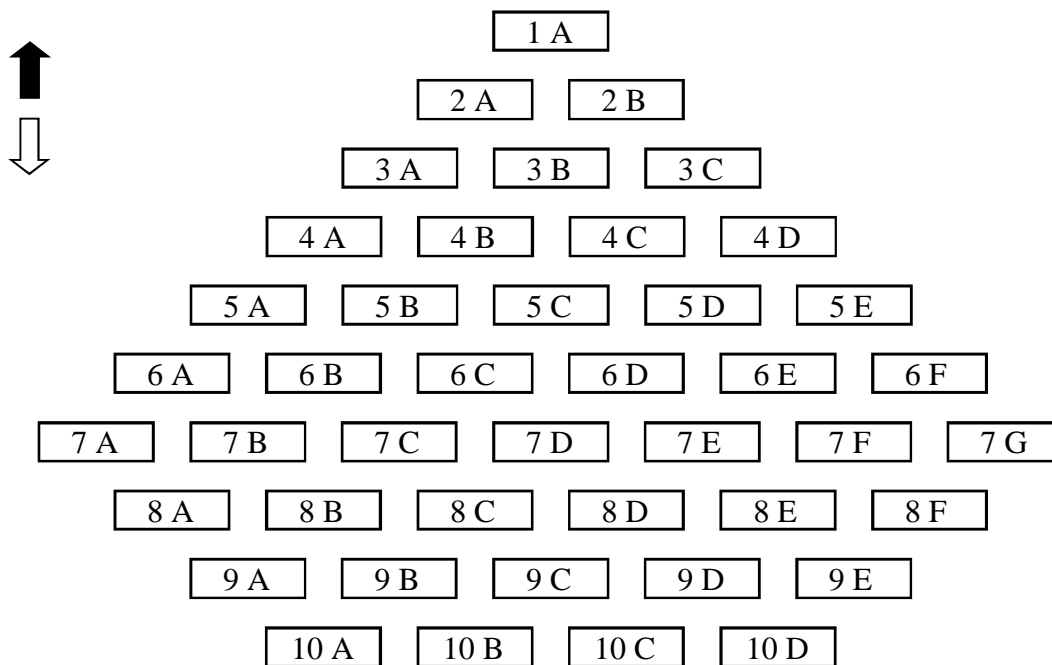 1 A
2 A 2 B
3 A 3 B 3 C
4 A 4 B 4 C 4 D
5 A 5 B 5 C 5 D 5 E
6 A 6 B 6 C 6 D 6 E 6 F
7 A 7 B 7 C 7 D 7 E 7 F 7 G
8 A 8 B 8 C 8 D 8 E 8 F
9 A 9 B 9 C 9 D 9 E
10 A 10 B 10 C 10 D